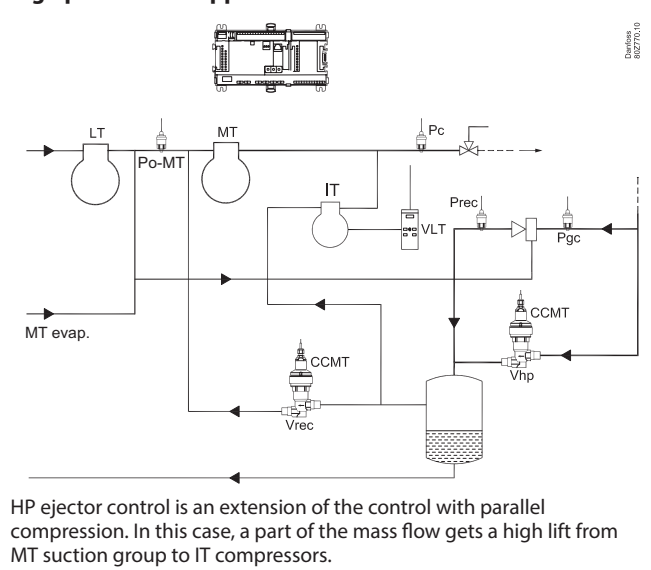 Danfoss
80Z770.10
LT
MT
Pc
Po-MT
IT
Prec
VLT
Pgc
CCMT
MT evap.
CCMT
Vhp
Vrec
HP ejector control is an extension of the control with parallel
compression. In this case, a part of the mass flow gets a high lift from
MT suction group to IT compressors.